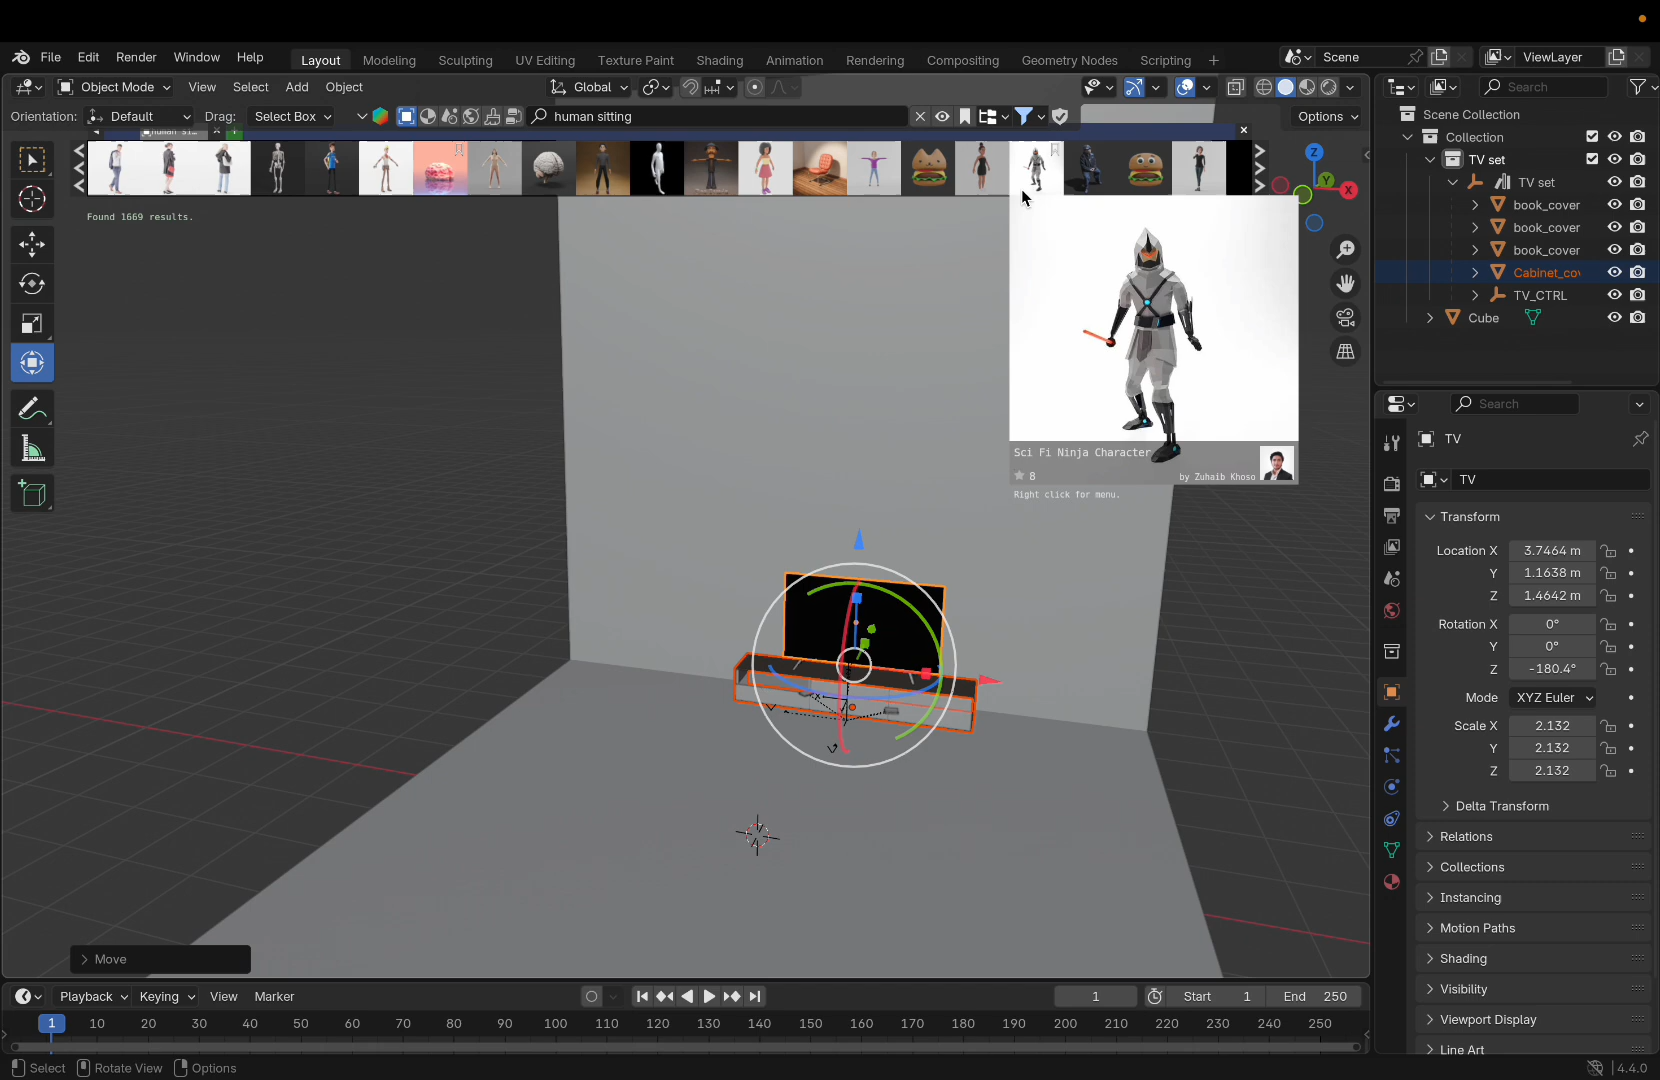 File Edit Render Window Help Layout Modeling Sculpting UV Editing Texture Paint Shading Animation Rendering Compositing Geometry Nodes Scripting + Scene ViewLayer
Object Mode View Select Add Object Global Search
Orientation: Default Drag: Select Box human sitting Options
Scene Collection
Collection
TV set
TV set
book_cover
book_cover
book_cover
Cabinet_cov
TV_CTRL
Cube
Z
Y
X
Found 1669 results.
Sci Fi Ninja Character
8 by Zuhaib Khoso
Right click for menu.
Move
Search
TV
TV
Transform
Location X 3.7464 m
Y 1.1638 m
Z 1.4642 m
Rotation X 0°
Y 0°
Z -180.4°
Mode XYZ Euler
Scale X 2.132
Y 2.132
Z 2.132
Delta Transform
Relations
Collections
Instancing
Motion Paths
Shading
Visibility
Viewport Display
Line Art
Playback Keying View Marker 1 Start 1 End 250
1 10 20 30 40 50 60 70 80 90 100 110 120 130 140 150 160 170 180 190 200 210 220 230 240 250
Select Rotate View Options 4.4.0